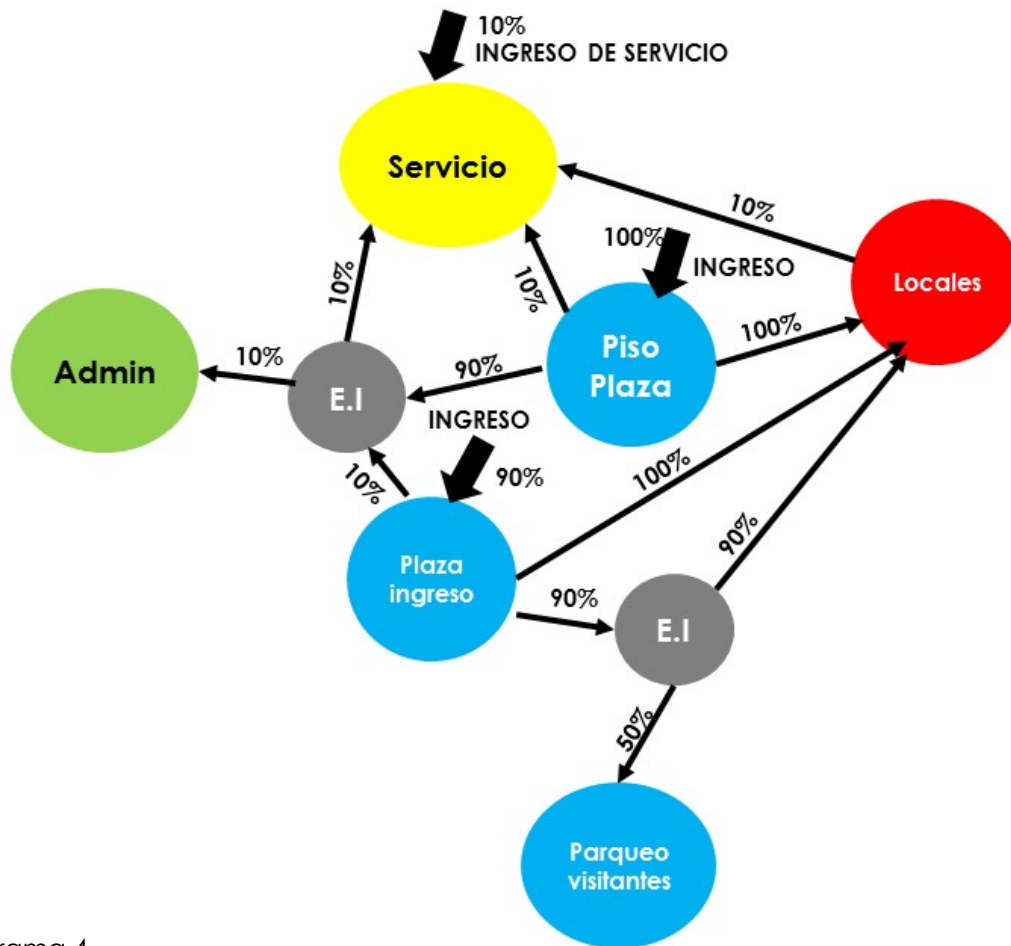 10%
INGRESO DE SERVICIO
Servicio
10%
100%
INGRESO
Locales
10%
10%
Piso
Plaza
100%
Admin
10%
E.I
90%
INGRESO
90%
10%
100%
90%
Plaza
ingreso
90%
E.I
50%
Parqueo
visitantes